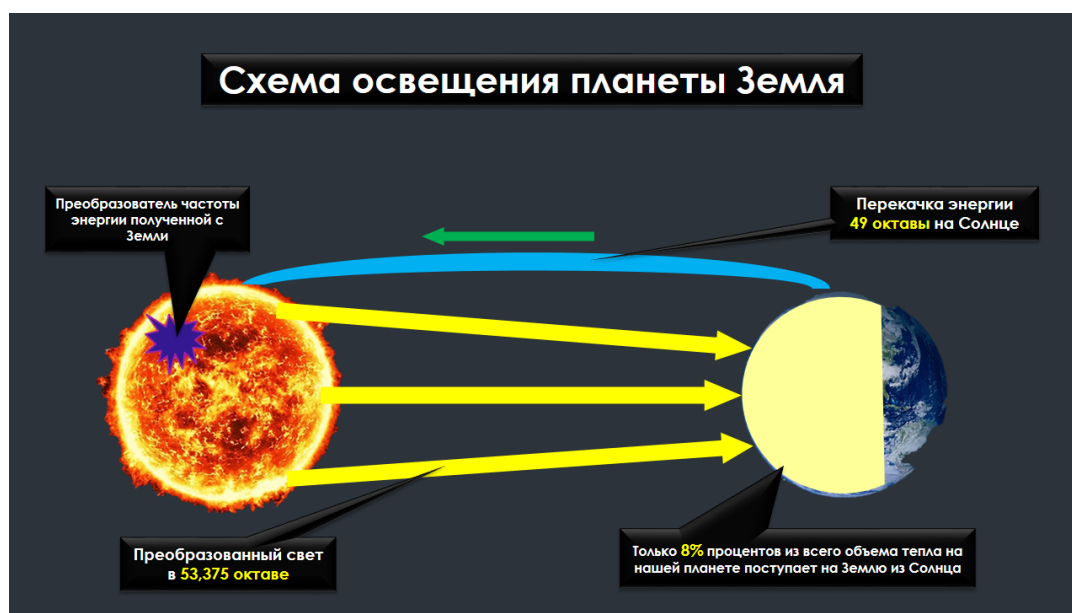 Схема освещения планеты Земля
Преобразователь частоты
энергии полученной с
Земли
Перекачка энергии
49 октавы на Солнце
Преобразованный свет
в 53,375 октаве
Только 8% процентов из всего объема тепла на
нашей планете поступает на Землю из Солнца